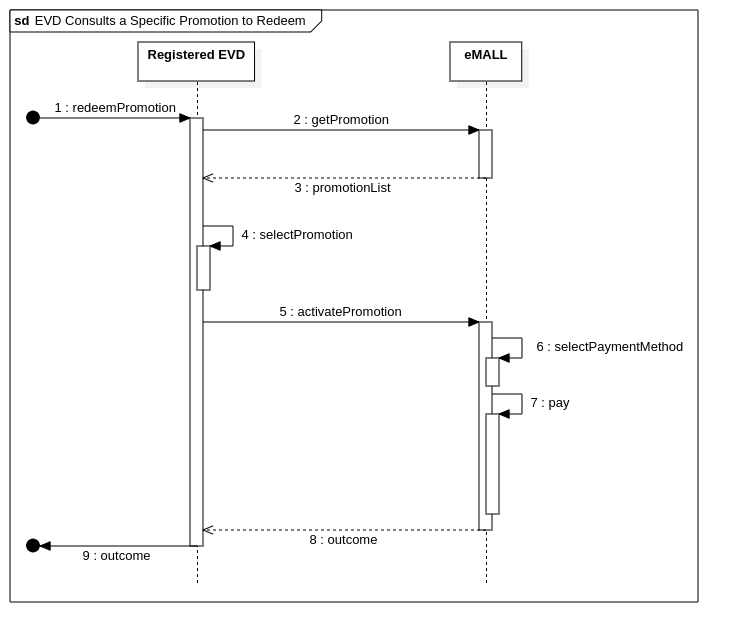 sd EVD Consults a Specific Promotion to Redeem
Registered EVD
eMALL
1 : redeemPromotion
2 : getPromotion
3 : promotionList
4 : selectPromotion
5 : activatePromotion
6 : selectPaymentMethod
7 : pay
8 : outcome
9 : outcome